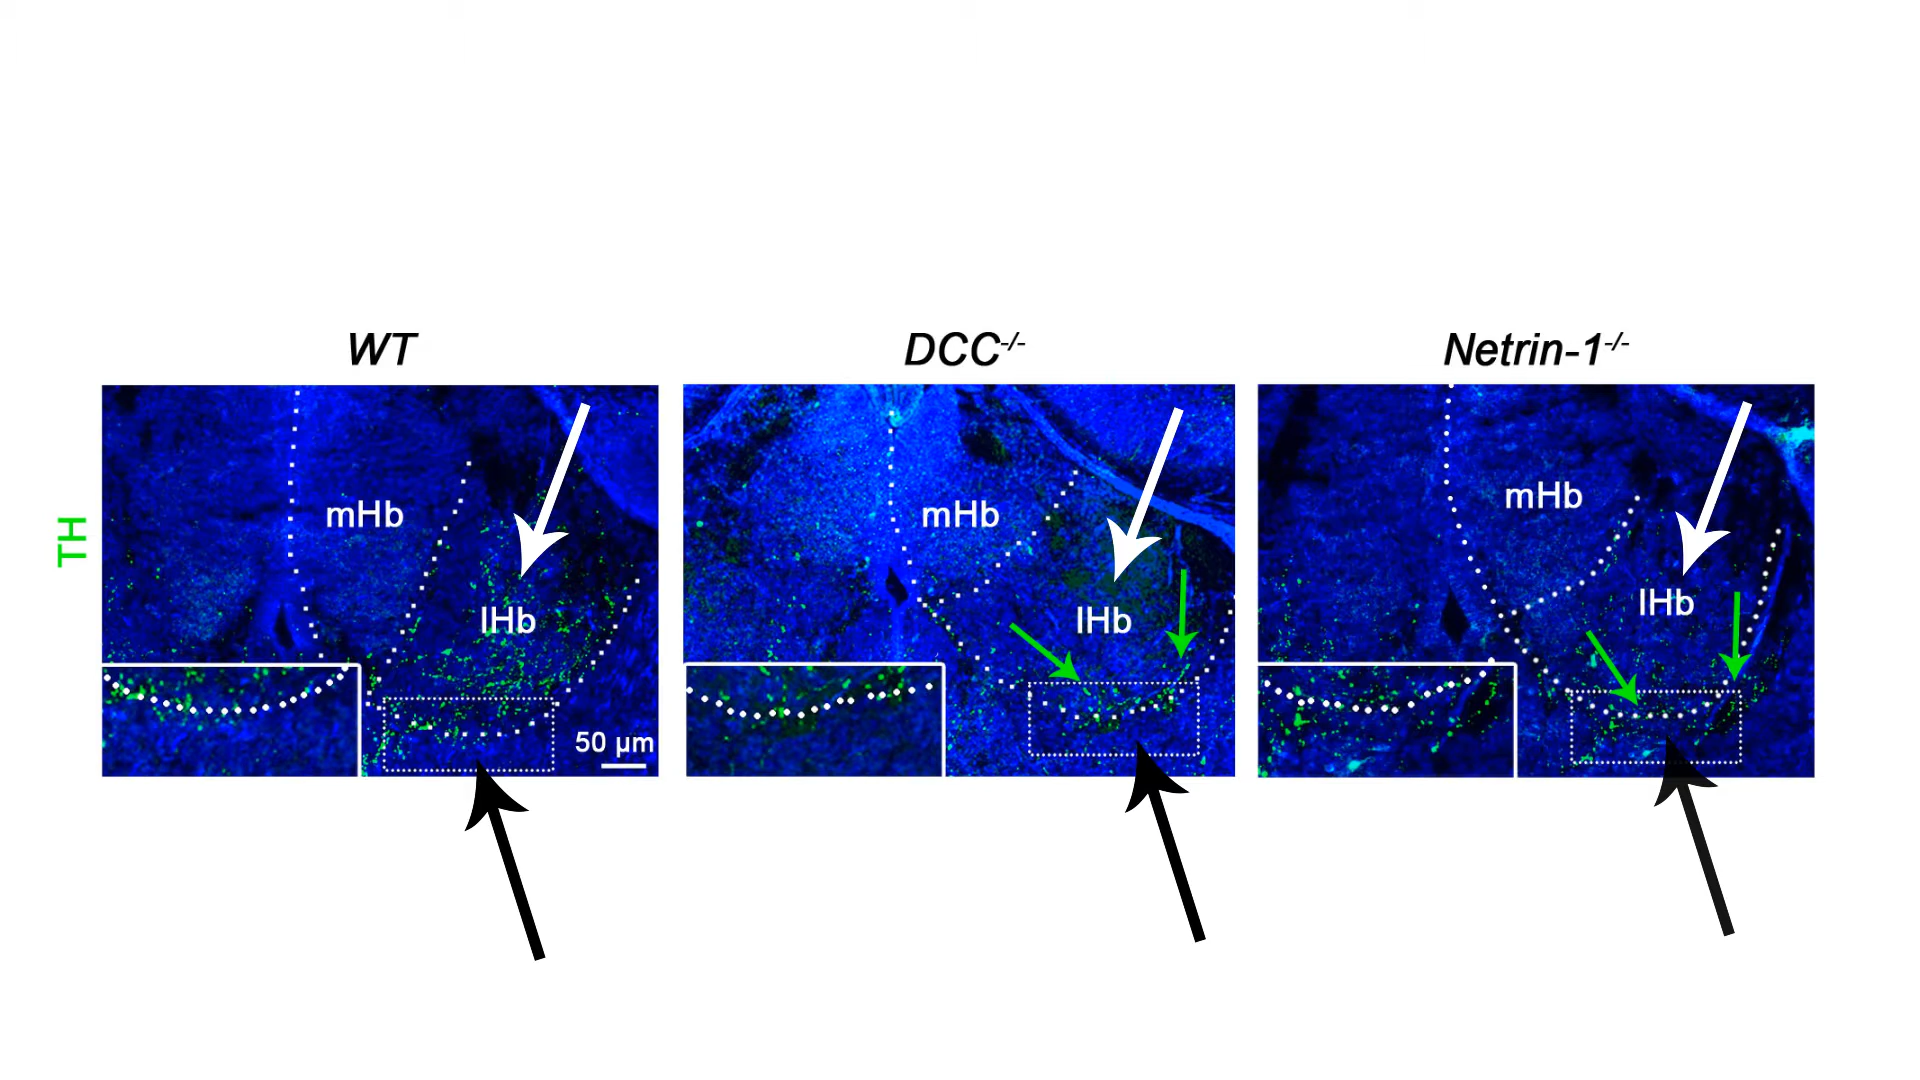 WT
DCC-/-
Netrin-1-/-
TH
mHb
lHb
50 µm
mHb
lHb
mHb
lHb